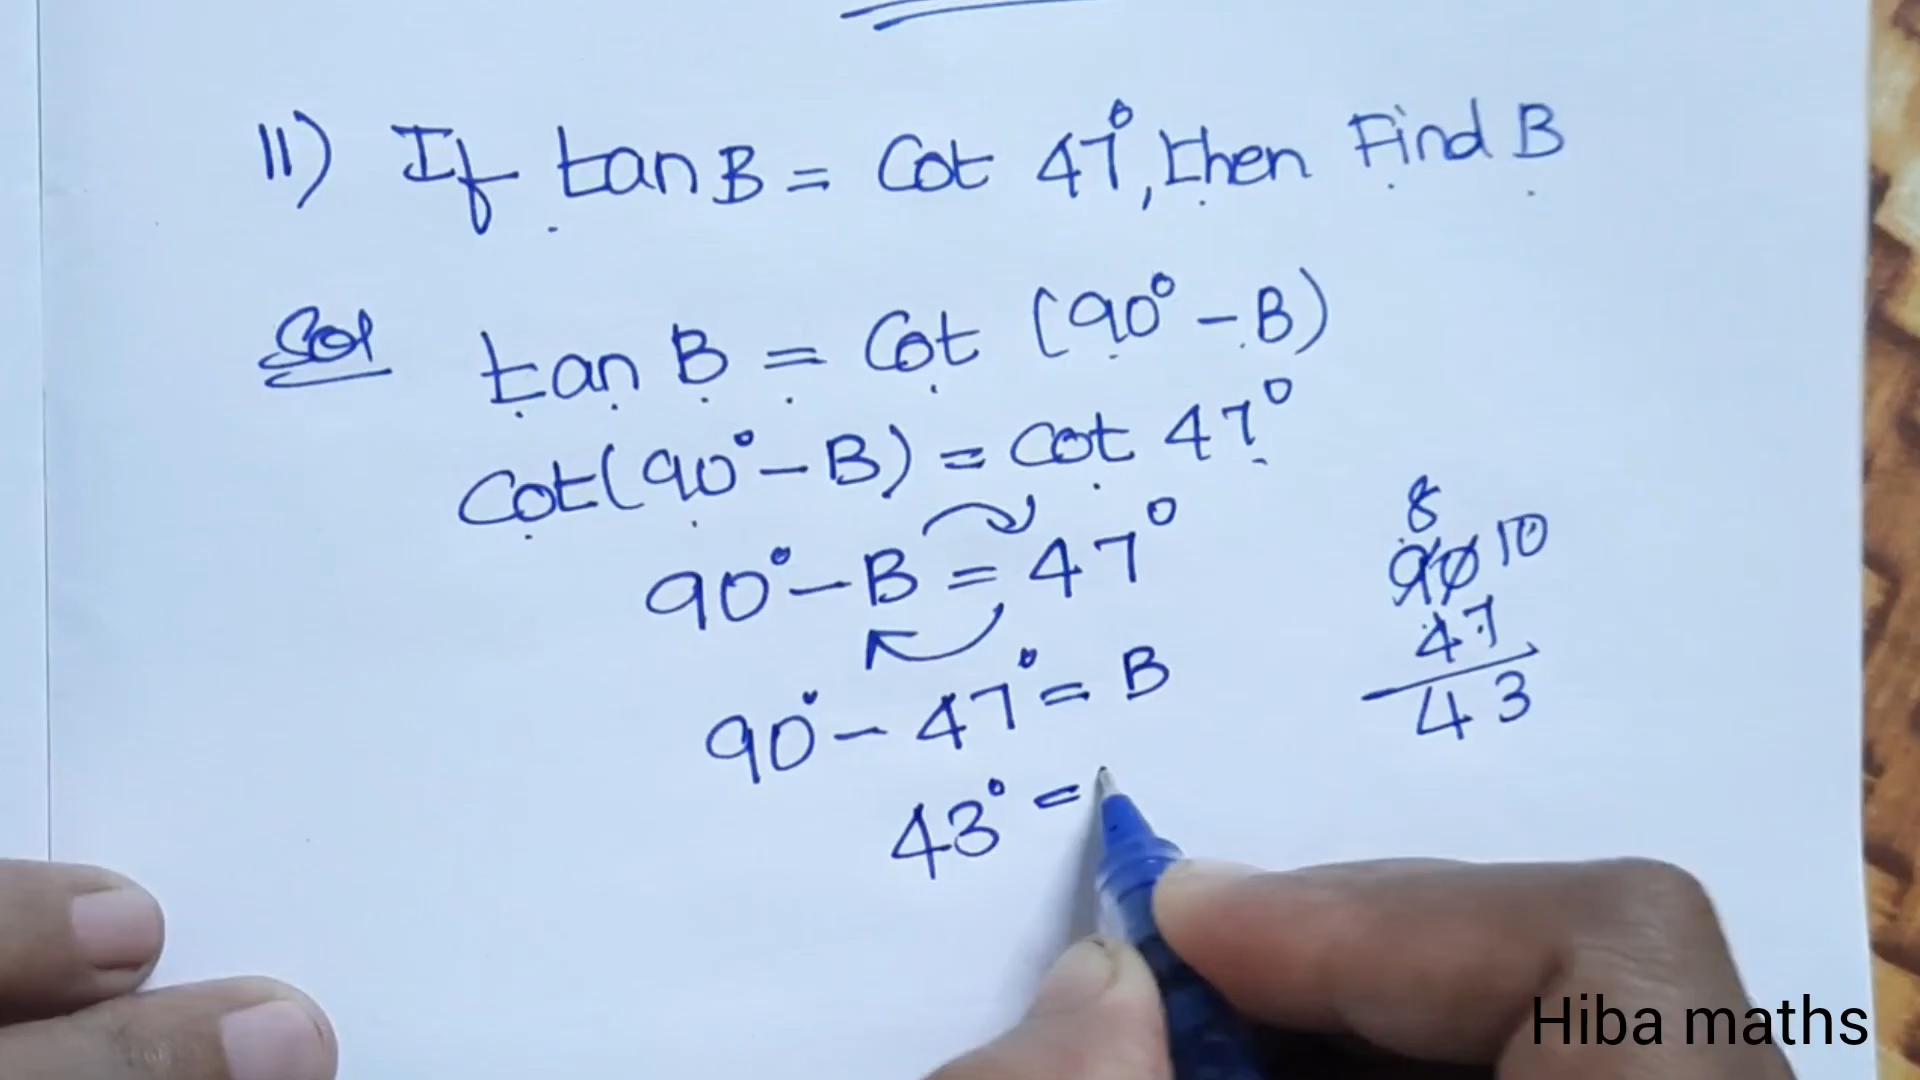 11) If tan B = Cot 47°, then Find B
Sol tan B = Cot (90° - B)
Cot(90° - B) = Cot 47°
90° - B = 47°
90° - 47° = B
43° =
8
90 10
47
43
Hiba maths